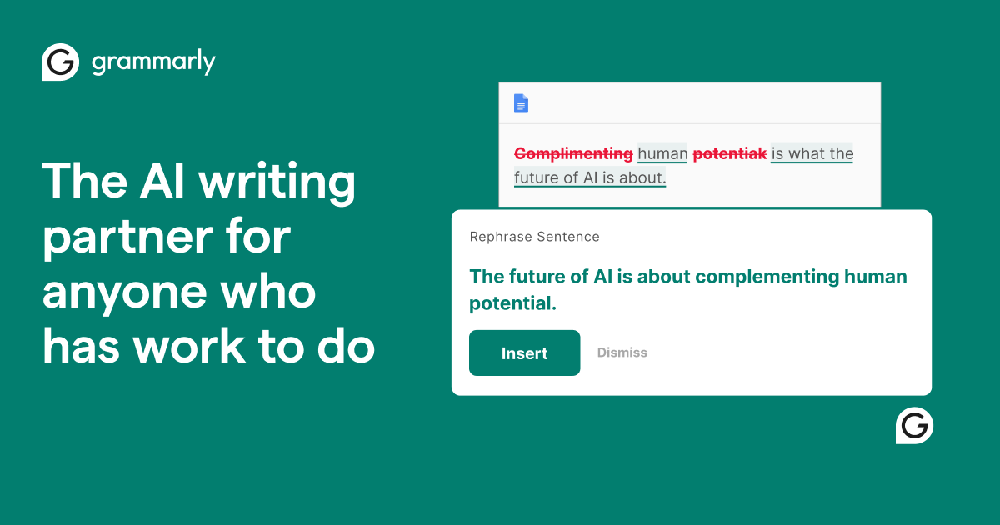 grammarly
The AI writing
partner for
anyone who
has work to do
Complimenting human potentiak is what the
future of AI is about.
Rephrase Sentence
The future of AI is about complementing human
potential.
Insert Dismiss